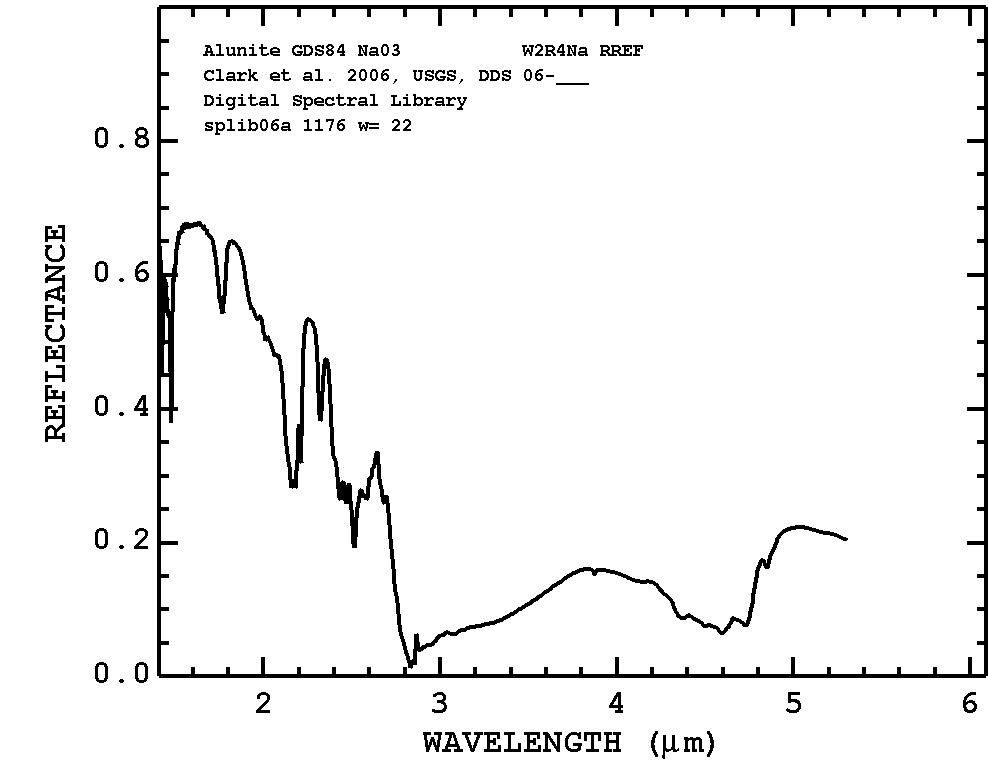 Alunite GDS84 Na03 W2R4Na RREF
Clark et al. 2006, USGS, DDS 06-___
Digital Spectral Library
splib06a 1176 w= 22
0.8
0.6
0.4
0.2
0.0
REFLECTANCE
2 3 4 5 6
WAVELENGTH (μm)